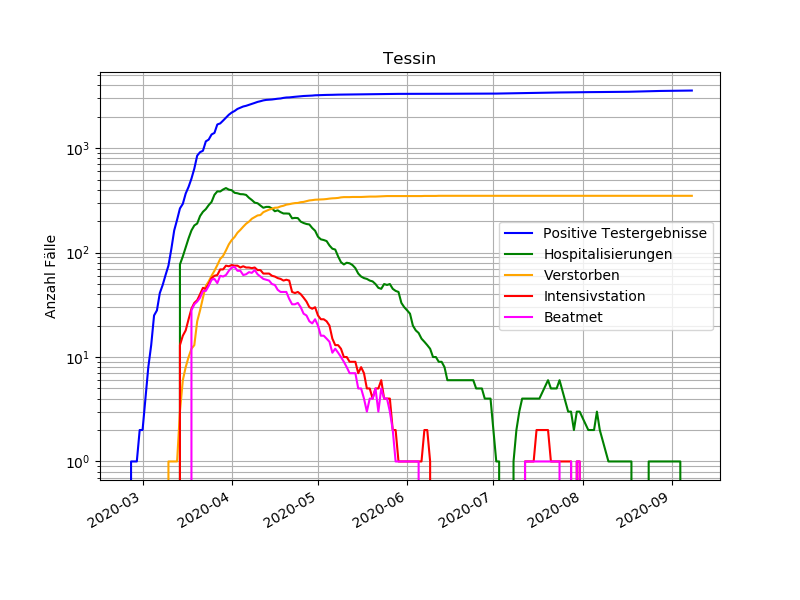 Tessin
Anzahl Fälle
10³
10²
10¹
10⁰
Positive Testergebnisse
Hospitalisierungen
Verstorben
Intensivstation
Beatmet
2020-03
2020-04
2020-05
2020-06
2020-07
2020-08
2020-09